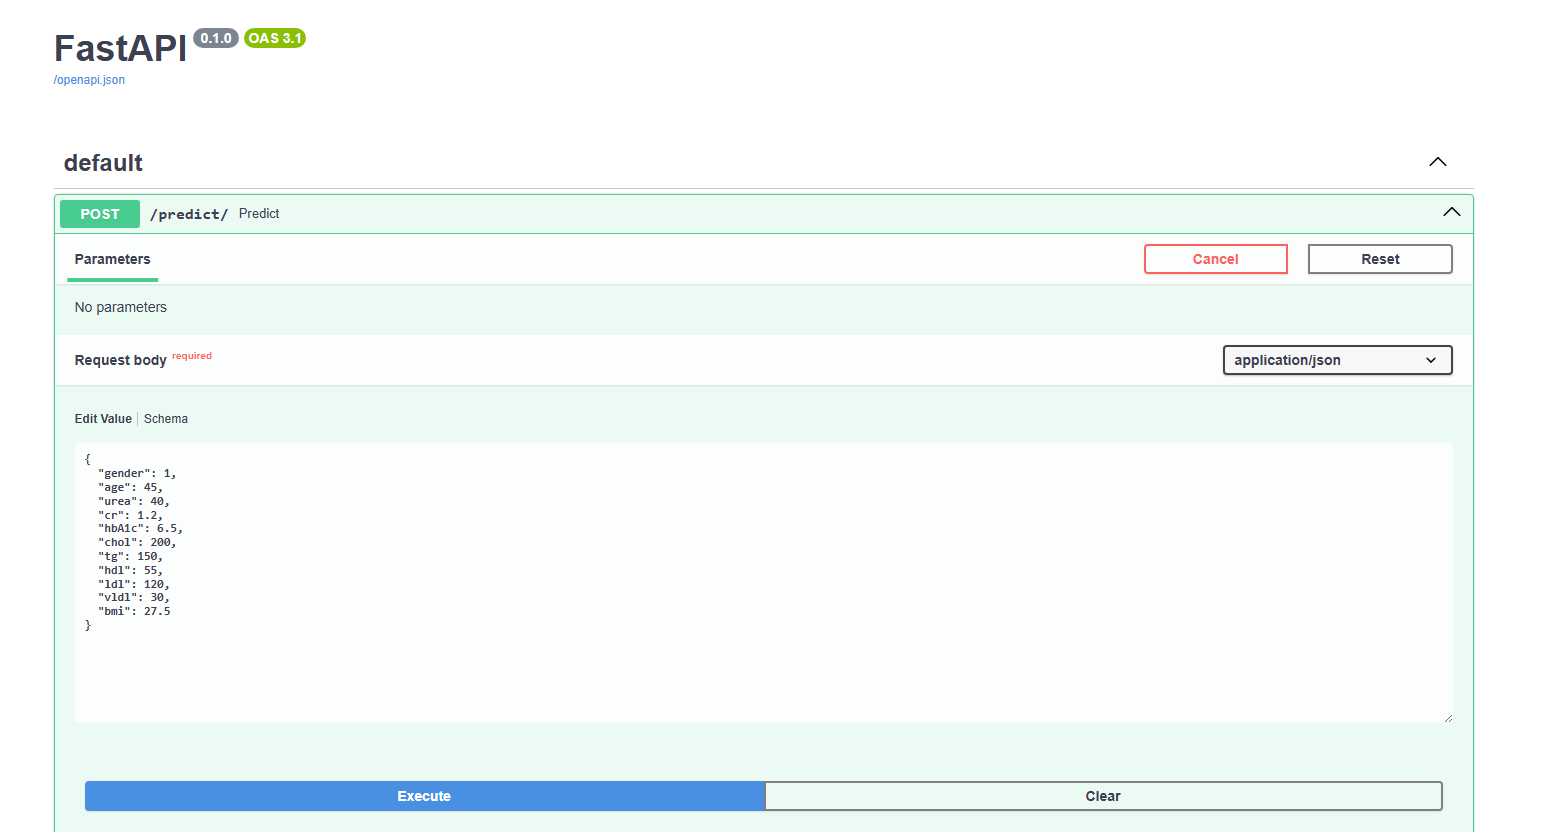 FastAPI 0.1.0 OAS 3.1
/openapi.json
default
POST /predict/ Predict
Parameters Cancel Reset
No parameters
Request body required application/json
Edit Value Schema
{
  "gender": 1,
  "age": 45,
  "urea": 40,
  "cr": 1.2,
  "hbA1c": 6.5,
  "chol": 200,
  "tg": 150,
  "hdl": 55,
  "ldl": 120,
  "vldl": 30,
  "bmi": 27.5
}
Execute Clear